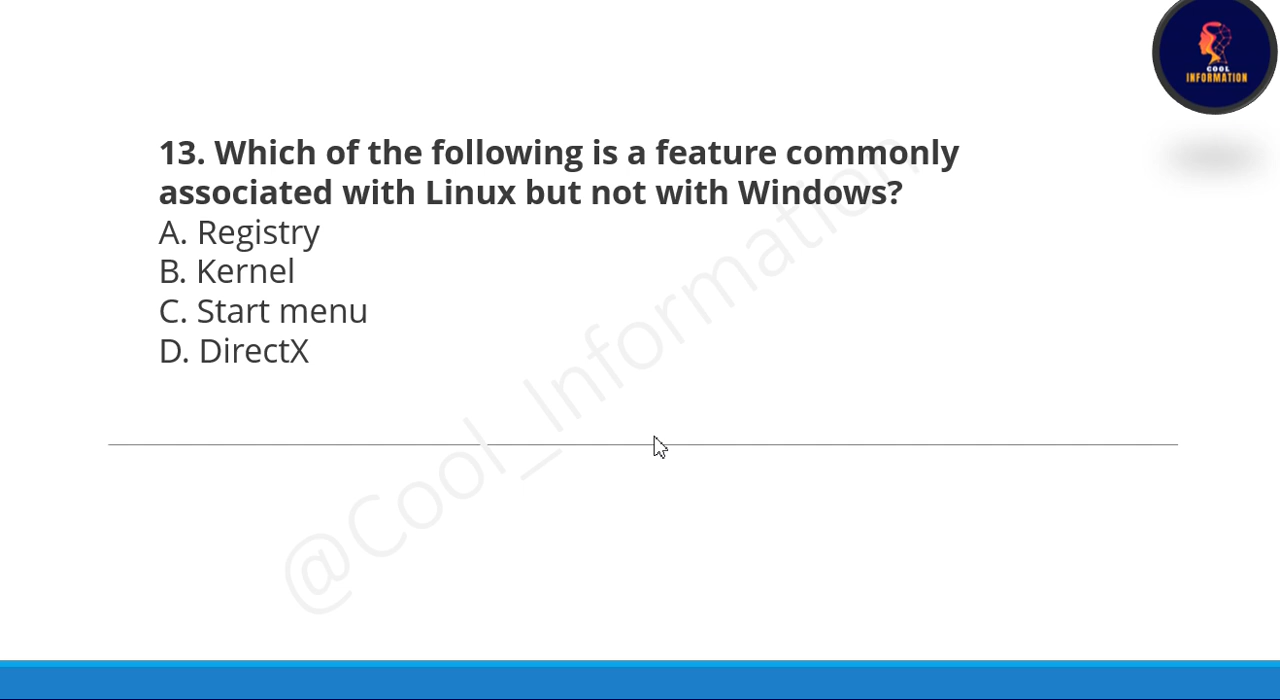 COOL
INFORMATION
13. Which of the following is a feature commonly
associated with Linux but not with Windows?
A. Registry
B. Kernel
C. Start menu
D. DirectX
@Cool_Information